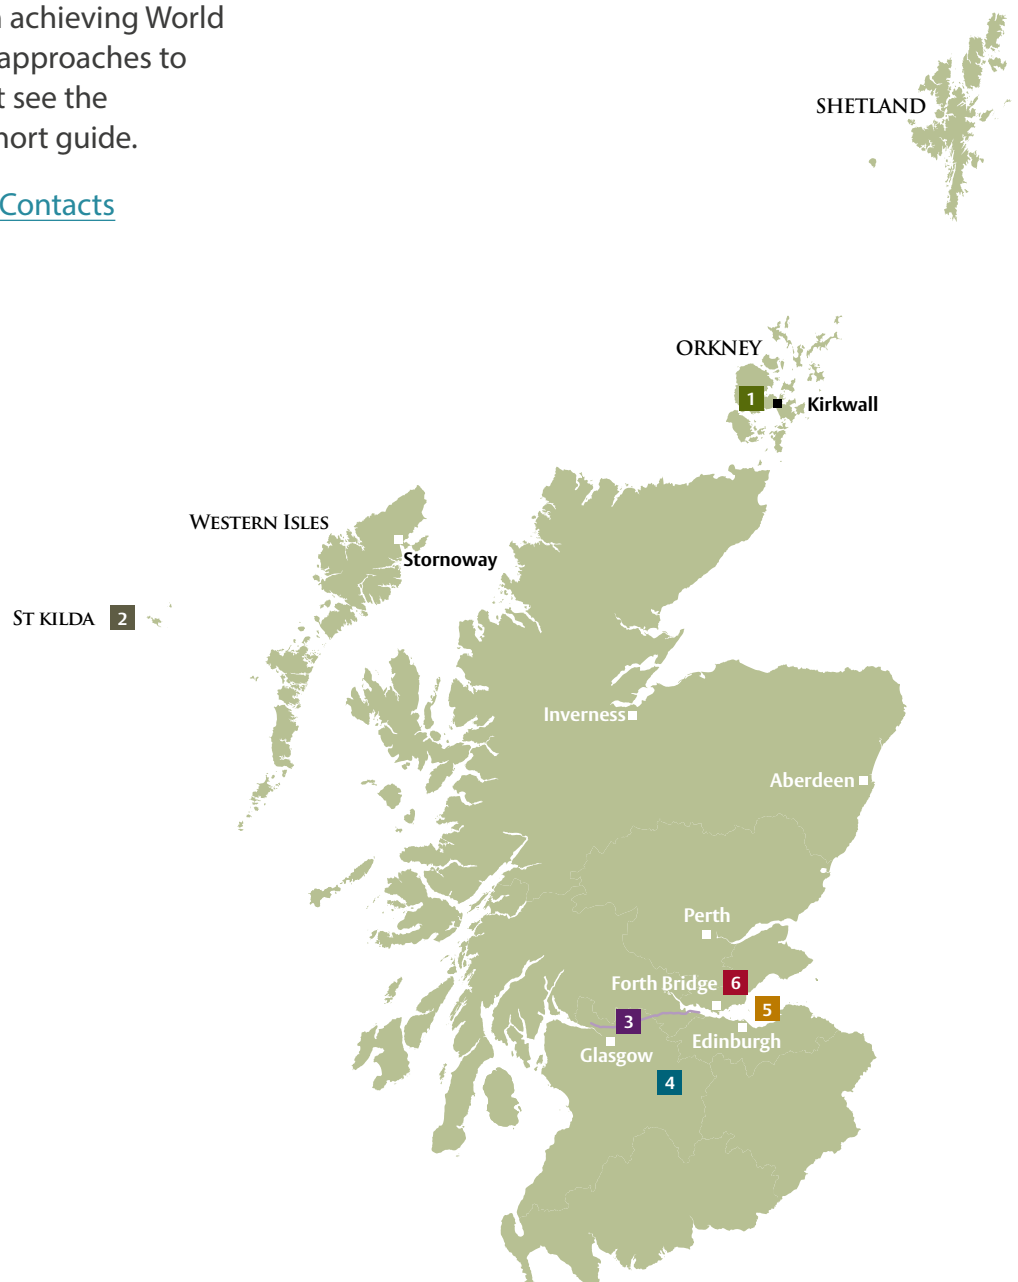 achieving World
approaches to
see the
guide.
Contacts
SHETLAND
ORKNEY
1
Kirkwall
WESTERN ISLES
Stornoway
ST KILDA 2
Inverness
Aberdeen
Perth
Forth Bridge 6
5
3
Edinburgh
Glasgow
4